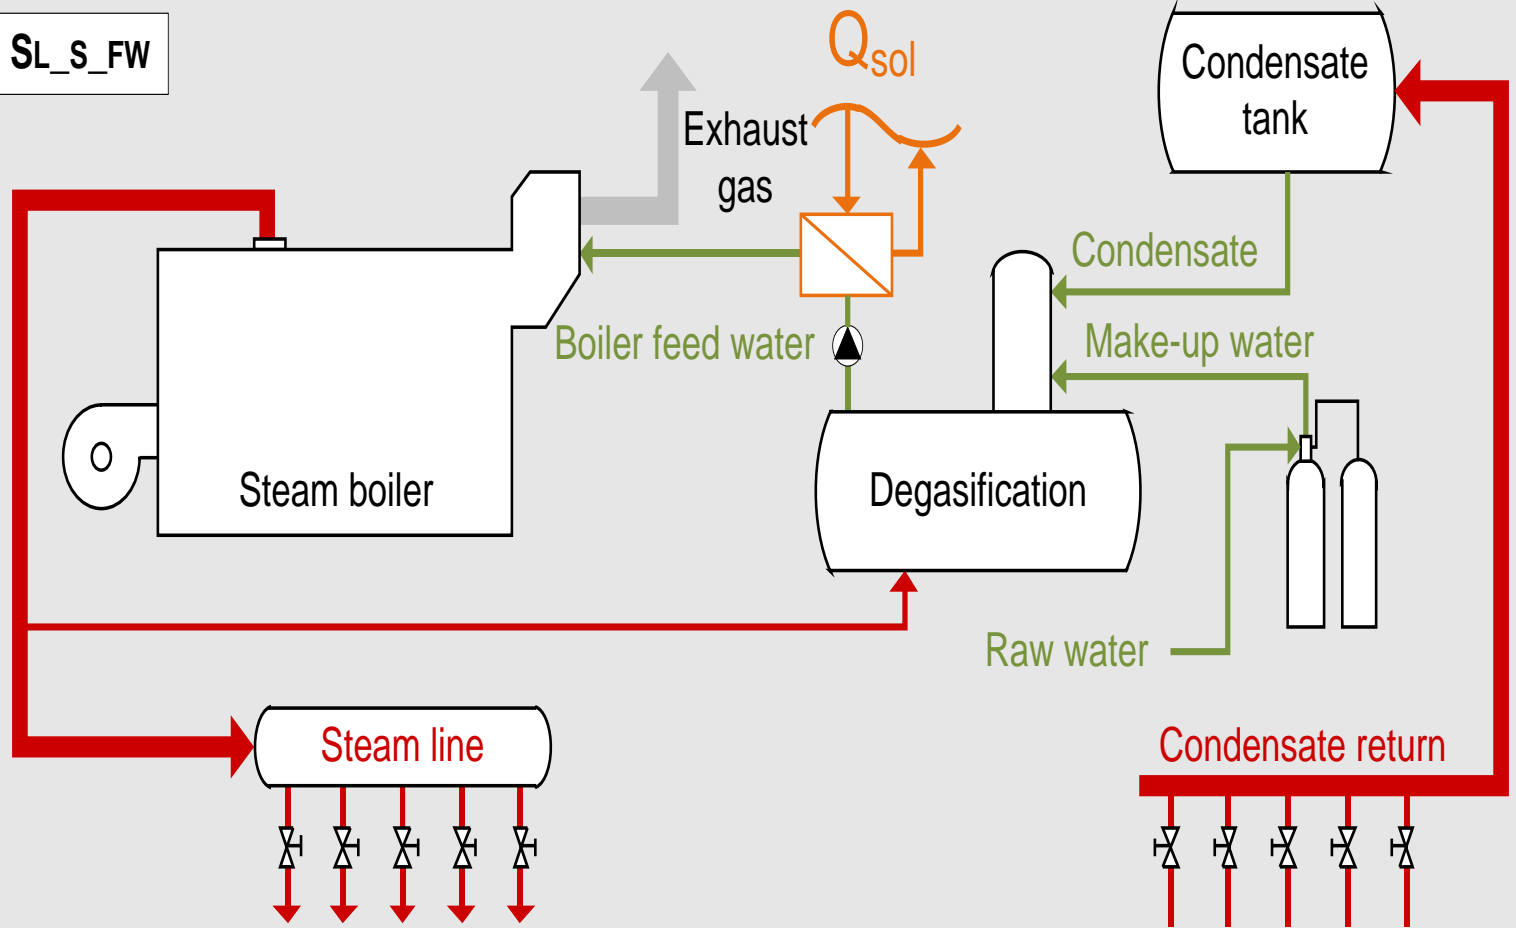 SL_S_FW
Qsol
Condensate
tank
Exhaust
gas
Condensate
Boiler feed water
Make-up water
Steam boiler
Degasification
Raw water
Steam line
Condensate return